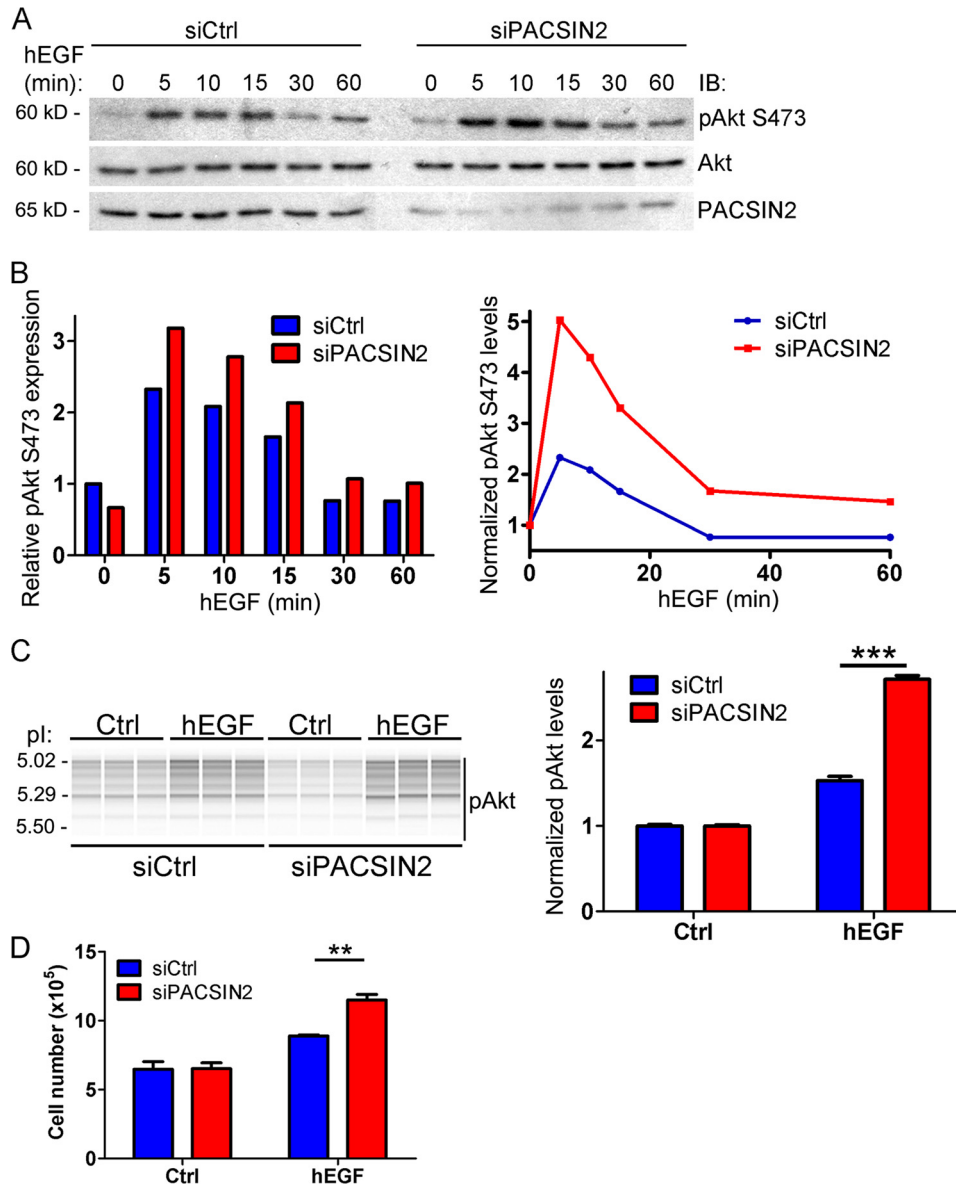 A
siCtrl siPACSIN2
hEGF
(min): 0 5 10 15 30 60 0 5 10 15 30 60 IB:
60 kD - pAkt S473
60 kD - Akt
65 kD - PACSIN2
B
Relative pAkt S473 expression
3
2
1
0
siCtrl
siPACSIN2
0 5 10 15 30 60
hEGF (min)
Normalized pAkt S473 levels
5
4
3
2
1
siCtrl
siPACSIN2
0 20 40 60
hEGF (min)
C
pI: Ctrl hEGF Ctrl hEGF
5.02 -
5.29 -
5.50 -
pAkt
siCtrl siPACSIN2
Normalized pAkt levels
2
1
0
siCtrl
siPACSIN2
***
Ctrl hEGF
D
Cell number (x10⁵)
15
10
5
0
siCtrl
siPACSIN2
**
Ctrl hEGF